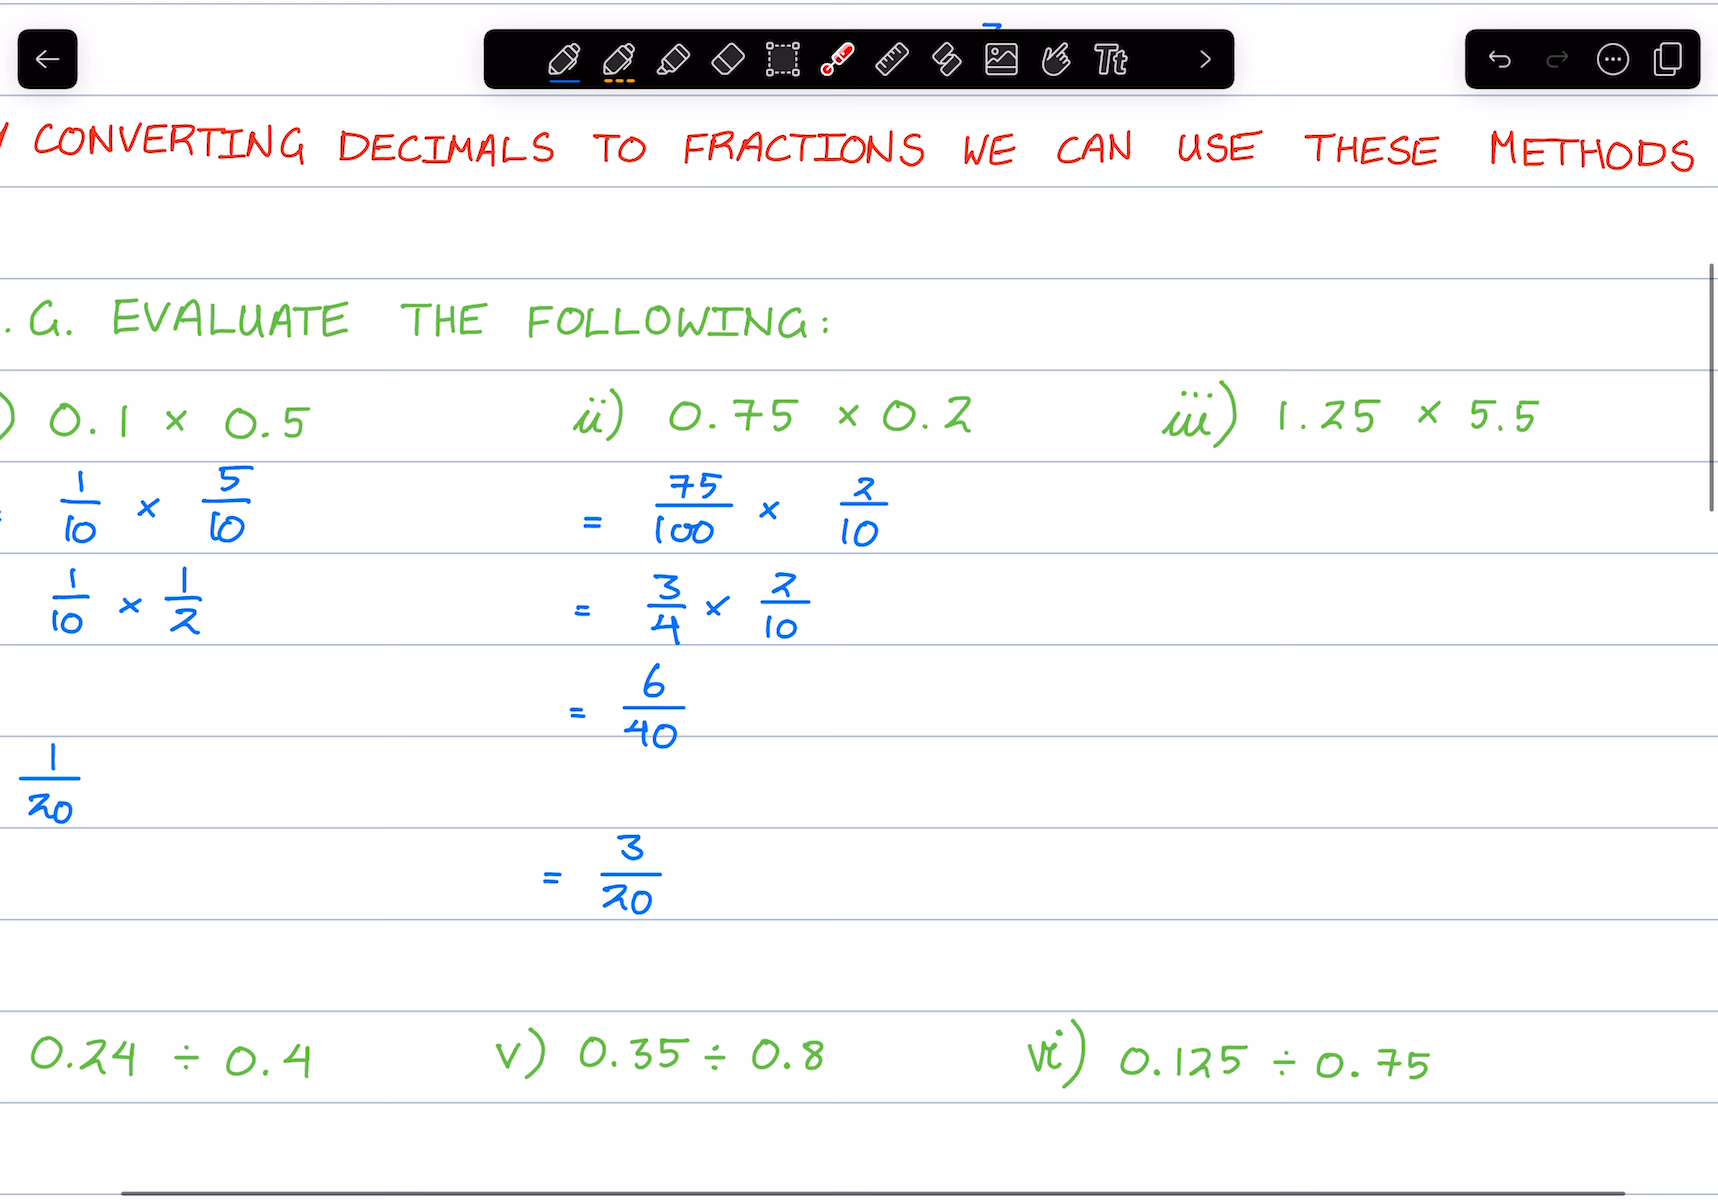 CONVERTING DECIMALS TO FRACTIONS WE CAN USE THESE METHODS
. G. EVALUATE THE FOLLOWING:
) 0.1 × 0.5 ii) 0.75 × 0.2 iii) 1.25 × 5.5
1/10 × 5/10 = 75/100 × 2/10
1/10 × 1/2 = 3/4 × 2/10
= 6/40
1/20
= 3/20
0.24 ÷ 0.4 v) 0.35 ÷ 0.8 vi) 0.125 ÷ 0.75
Tt